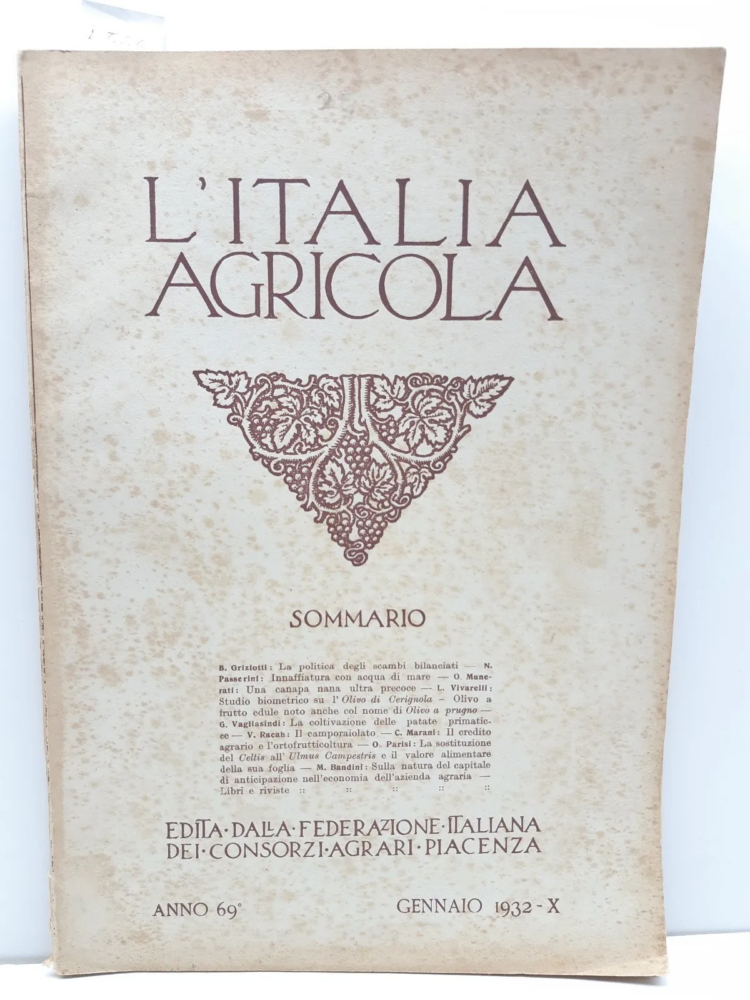 L'ITALIA
AGRICOLA
SOMMARIO
B. Griziotti: La politica degli scambi bilanciati — N.
Passerini: Innaffiatura con acqua di mare — O. Mune-
rati: Una canapa nana ultra precoce — L. Vivarelli:
Studio biometrico su l'Olivo di Cerignola - Olivo a
frutto edule noto anche col nome di Olivo a prugno —
G. Vagliasindi: La coltivazione delle patate primatic-
ce — V. Racah: Il camporaiolato — C. Marani: Il credito
agrario e l'ortofrutticoltura — O. Parisi: La sostituzione
del Celtis all'Ulmus Campestris e il valore alimentare
della sua foglia — M. Bandini: Sulla natura del capitale
di anticipazione nell'economia dell'azienda agraria —
Libri e riviste :: :: :: :: ::
EDITA·DALLA·FEDERAZIONE·ITALIANA
DEI·CONSORZI·AGRARI·PIACENZA
ANNO 69° GENNAIO 1932-X